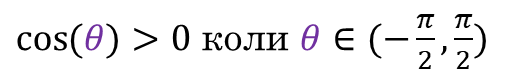 cos(θ) > 0 коли θ ∈ (−π/2, π/2)